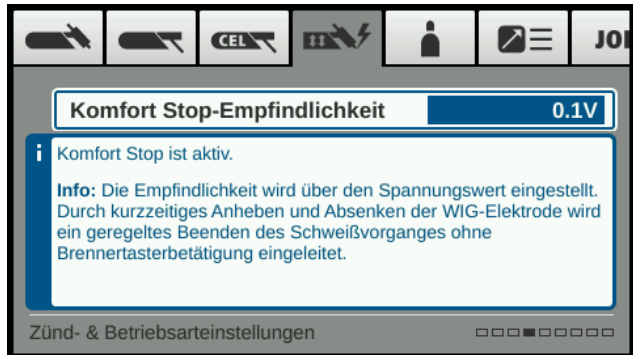 CEL
JO
Komfort Stop-Empfindlichkeit 0.1V
i Komfort Stop ist aktiv.
Info: Die Empfindlichkeit wird über den Spannungswert eingestellt.
Durch kurzzeitiges Anheben und Absenken der WIG-Elektrode wird
ein geregeltes Beenden des Schweißvorganges ohne
Brennertasterbetätigung eingeleitet.
Zünd- & Betriebsarteinstellungen